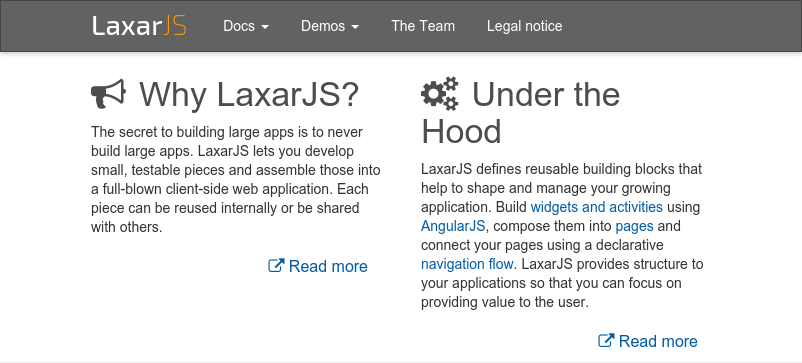 LaxarJS
Docs
Demos
The Team
Legal notice
Why LaxarJS?
The secret to building large apps is to never
build large apps. LaxarJS lets you develop
small, testable pieces and assemble those into
a full-blown client-side web application. Each
piece can be reused internally or be shared
with others.
Read more
Under the
Hood
LaxarJS defines reusable building blocks that
help to shape and manage your growing
application. Build widgets and activities using
AngularJS, compose them into pages and
connect your pages using a declarative
navigation flow. LaxarJS provides structure to
your applications so that you can focus on
providing value to the user.
Read more